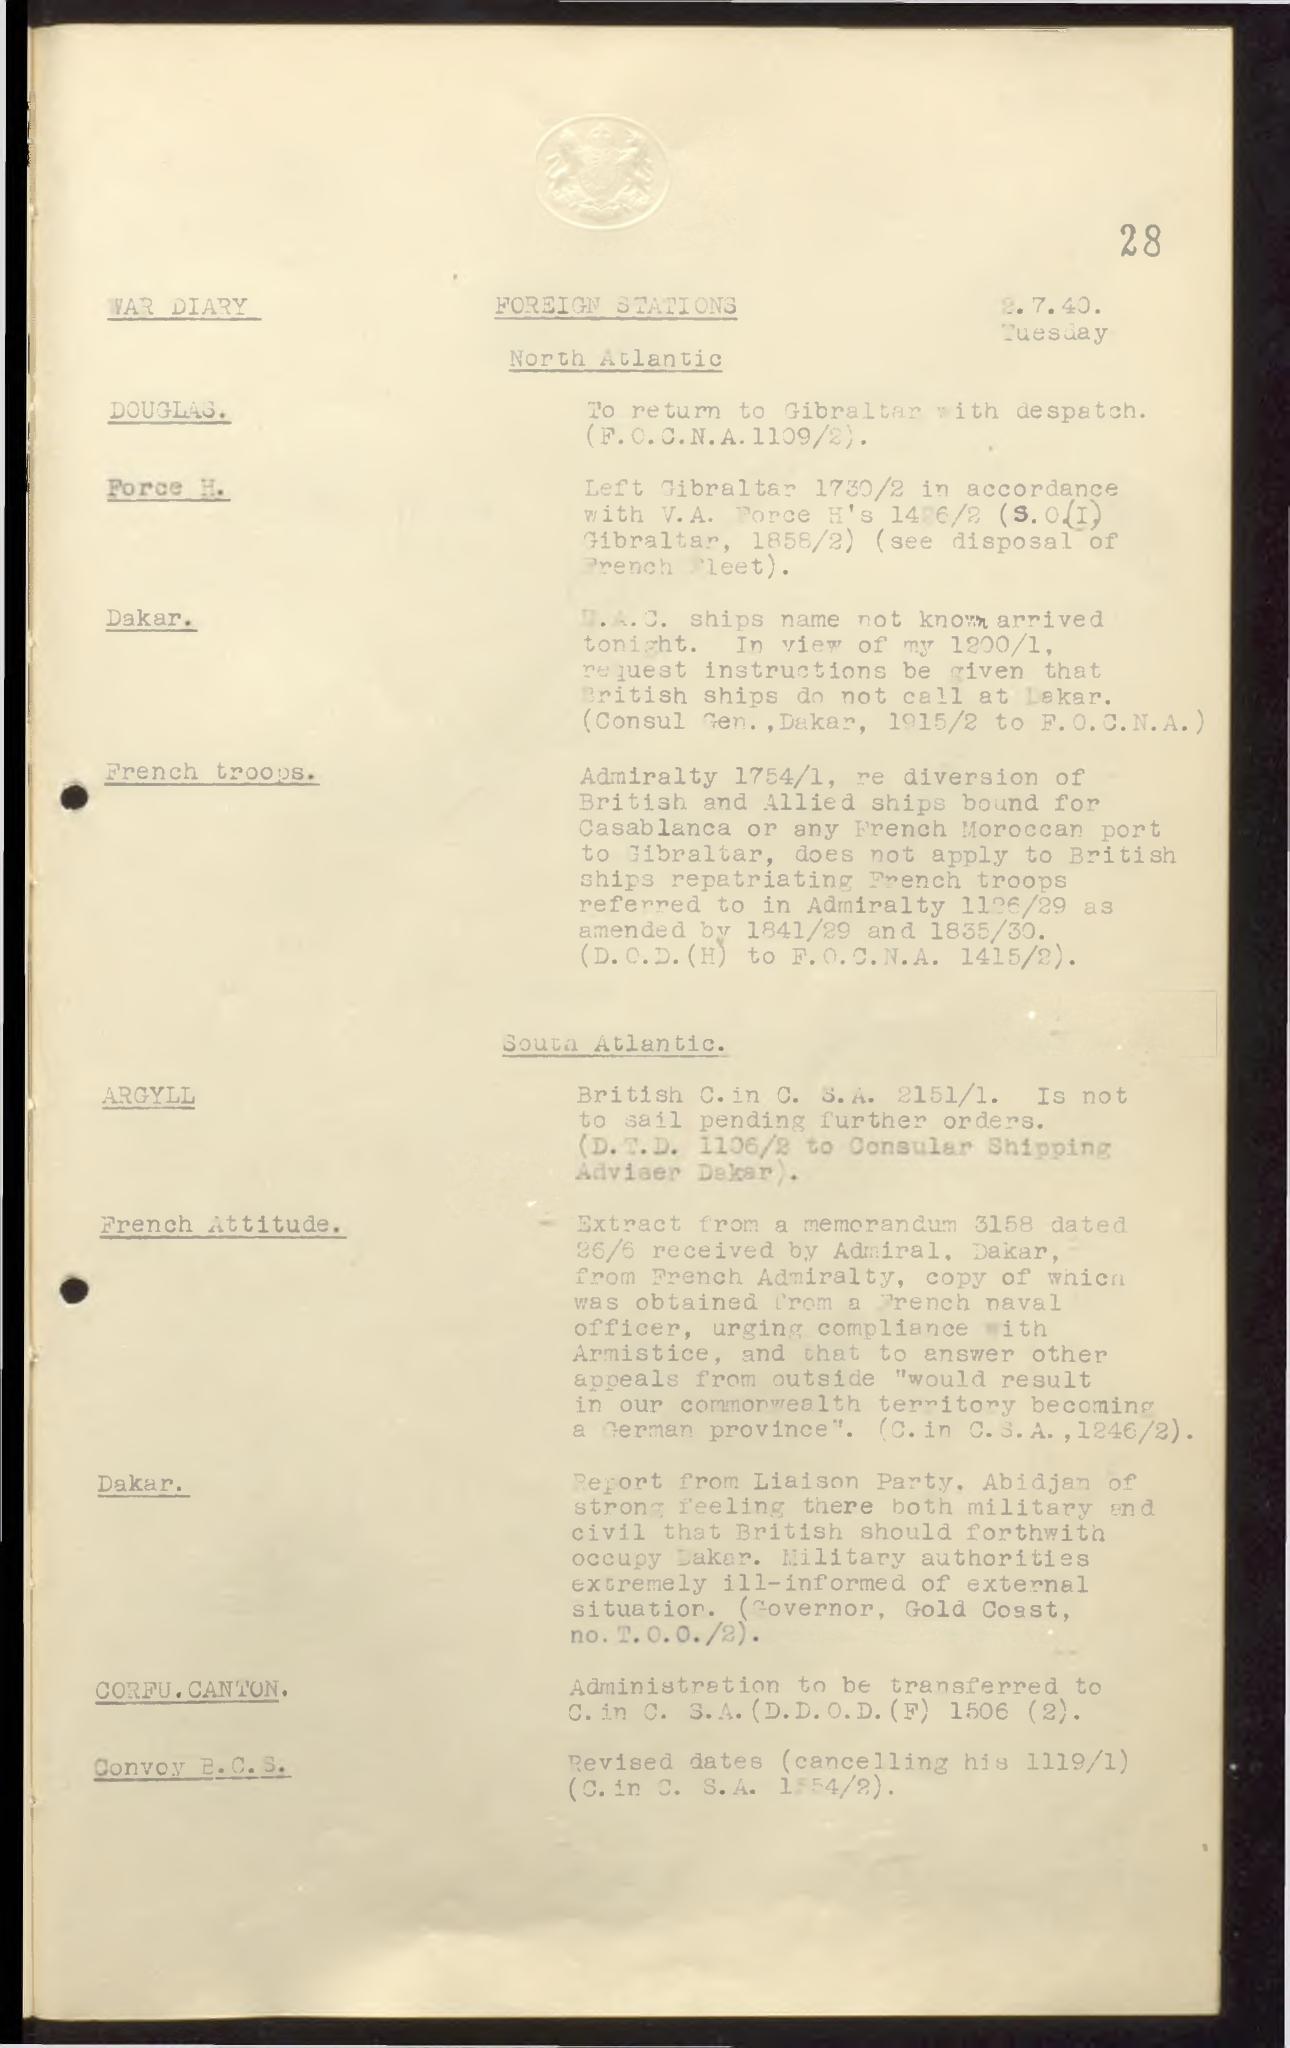 28
WAR DIARY FOREIGN STATIONS 2.7.40.
Tuesday
North Atlantic
DOUGLAS. To return to Gibraltar with despatch.
(F.O.C.N.A.1109/2).
Force H. Left Gibraltar 1730/2 in accordance
with V.A. Force H's (S.O.(I)
Gibraltar, 1858/2) (see disposal of
French Fleet).
Dakar. ships name not known arrived
tonight. In view of my 1200/1,
request instructions be given that
British ships do not call at Dakar.
(Consul Gen.,Dakar, 1915/2 to F.O.C.N.A.)
French troops. Admiralty 1754/1, re diversion of
British and Allied ships bound for
Casablanca or any French Moroccan port
to Gibraltar, does not apply to British
ships repatriating French troops
referred to in Admiralty 1126/29 as
amended by 1841/29 and 1835/30.
(D.O.D.(H) to F.O.C.N.A. 1415/2).
South Atlantic.
ARGYLL British C.in C. S.A. 2151/1. Is not
to sail pending further orders.
(D.T.D. 1106/2 to Consular Shipping
Adviser Dakar).
French Attitude. Extract from a memorandum 3158 dated
26/6 received by Admiral, Dakar,
from French Admiralty, copy of which
was obtained from a French naval
officer, urging compliance with
Armistice, and that to answer other
appeals from outside "would result
in our commonwealth territory becoming
a German province". (C.in C.S.A.,1246/2).
Dakar. Report from Liaison Party, Abidjan of
strong feeling there both military and
civil that British should forthwith
occupy Dakar. Military authorities
extremely ill-informed of external
situation. (Governor, Gold Coast,
no.T.O.O./2).
CORFU.CANTON. Administration to be transferred to
C.in C. S.A.(D.D.O.D.(F) 1506 (2).
Convoy B.C.S. Revised dates (cancelling his 1119/1)
(C.in C. S.A.